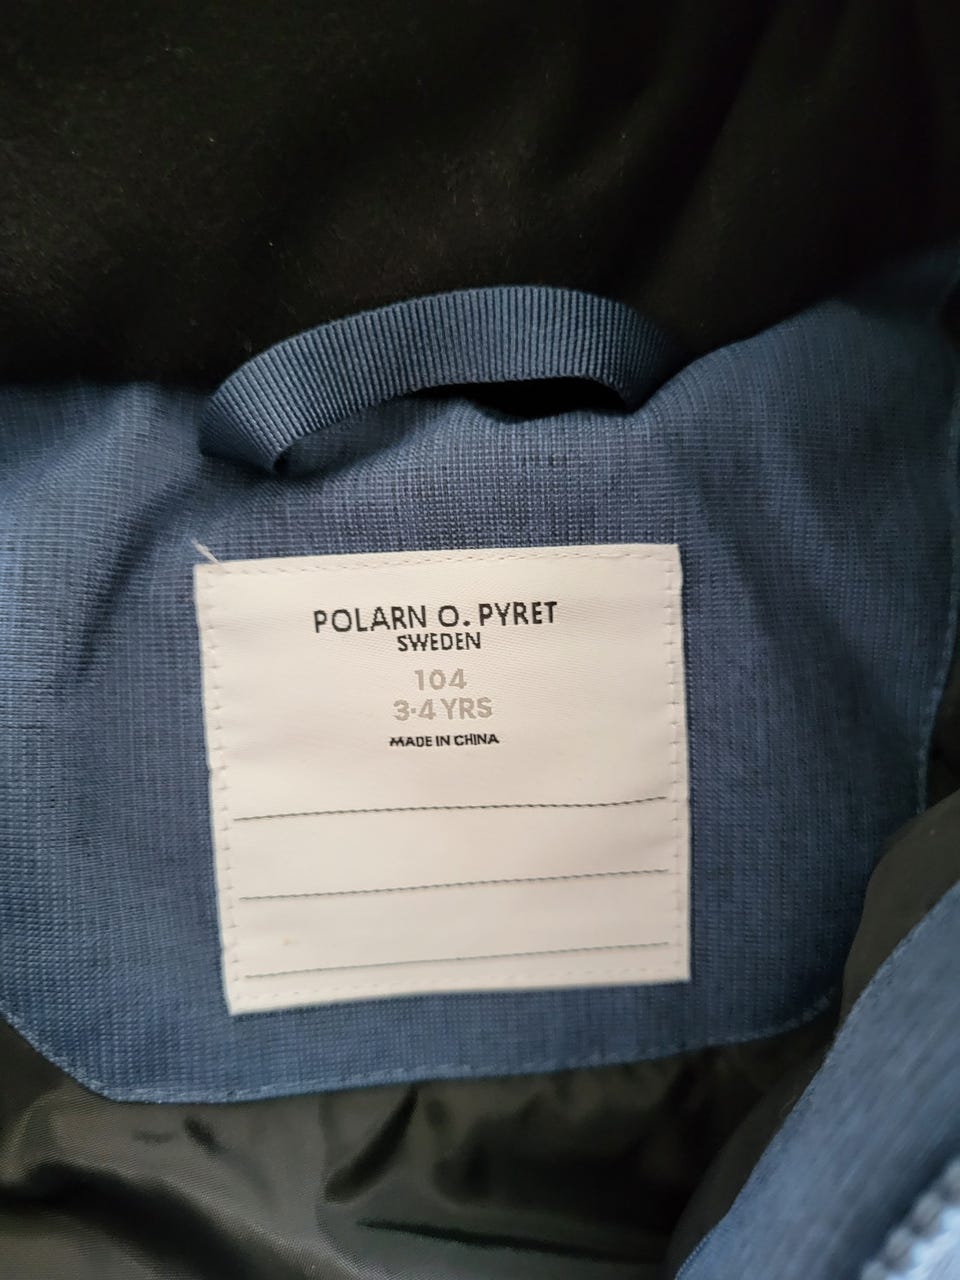 POLARN O. PYRET
SWEDEN
104
3-4 YRS
MADE IN CHINA